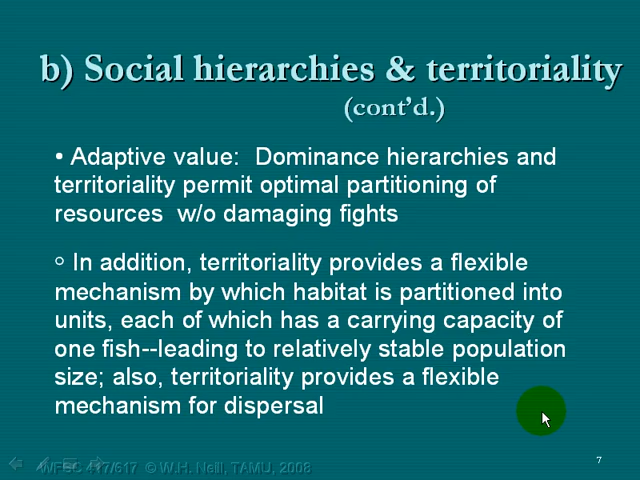 b) Social hierarchies & territoriality
(cont'd.)
• Adaptive value:  Dominance hierarchies and
territoriality permit optimal partitioning of
resources  w/o damaging fights
○ In addition, territoriality provides a flexible
mechanism by which habitat is partitioned into
units, each of which has a carrying capacity of
one fish--leading to relatively stable population
size; also, territoriality provides a flexible
mechanism for dispersal
7
WFSC 417/617  © W.H. Neill, TAMU, 2008